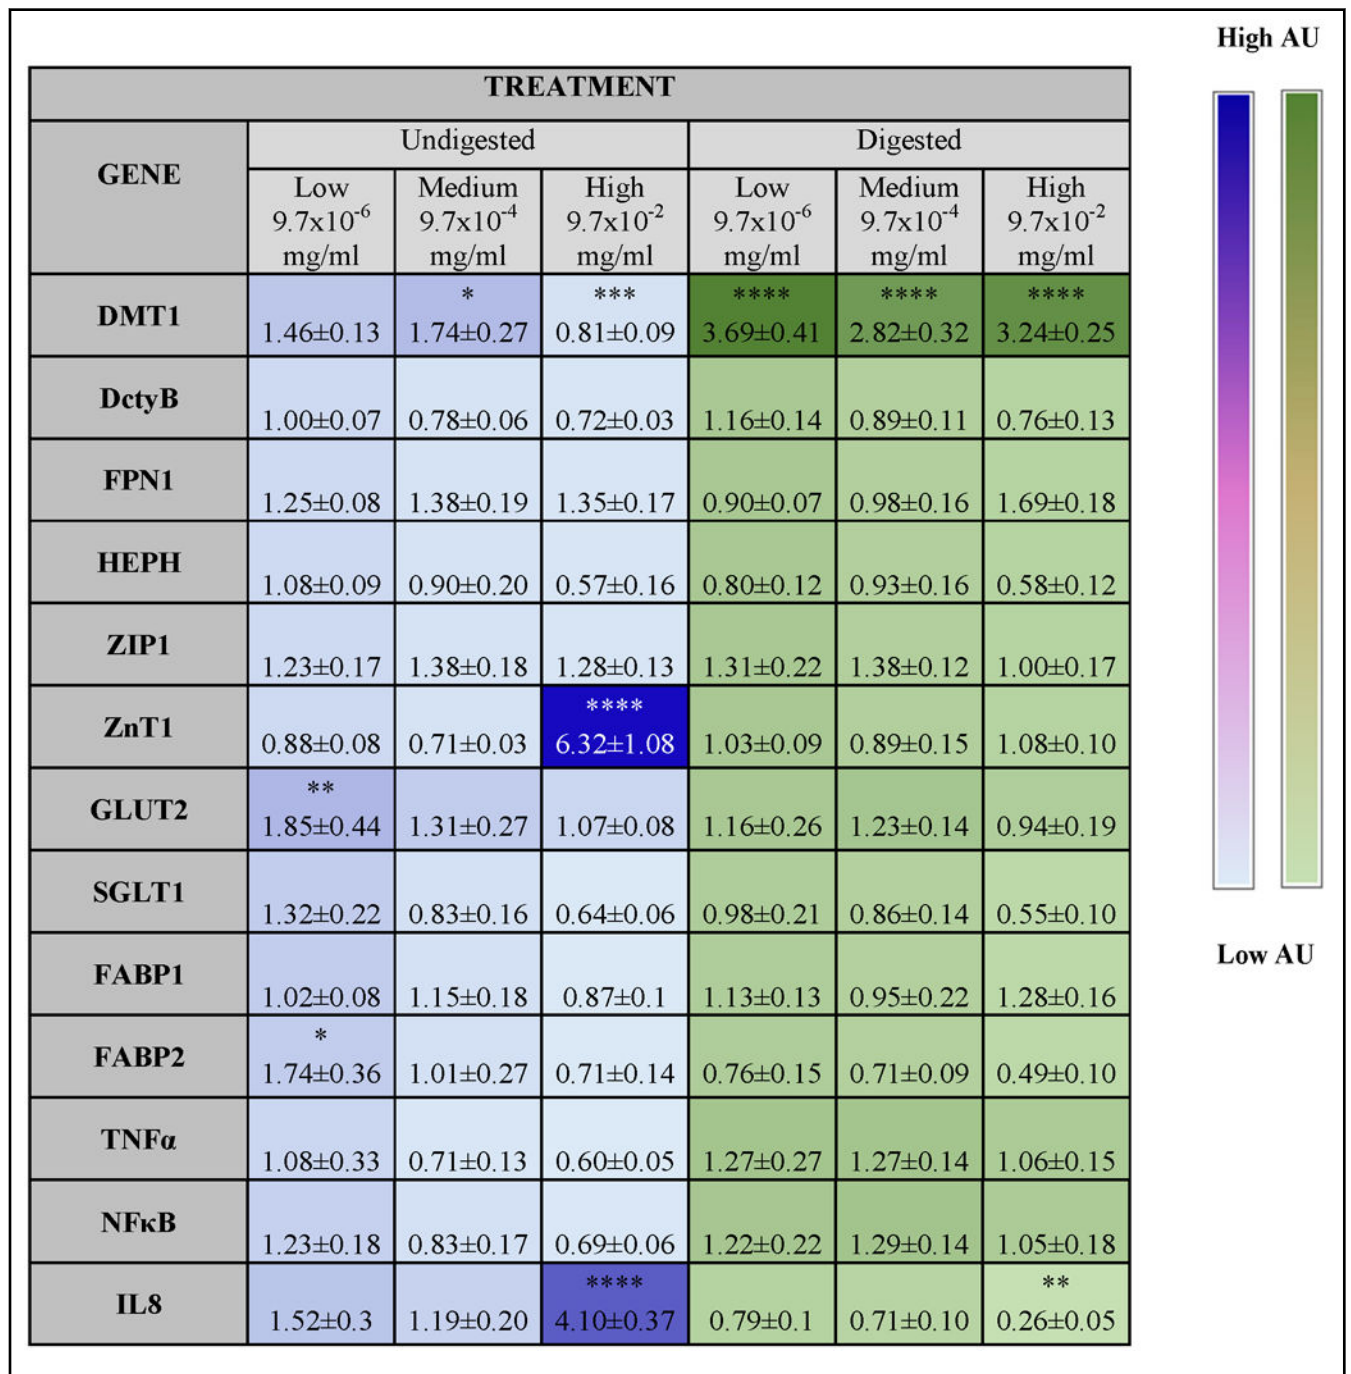 High AU
TREATMENT
GENE
Undigested
Digested
Low
9.7x10⁻⁶
mg/ml
Medium
9.7x10⁻⁴
mg/ml
High
9.7x10⁻²
mg/ml
Low
9.7x10⁻⁶
mg/ml
Medium
9.7x10⁻⁴
mg/ml
High
9.7x10⁻²
mg/ml
* *** **** **** ****
DMT1 1.46±0.13 1.74±0.27 0.81±0.09 3.69±0.41 2.82±0.32 3.24±0.25
DctyB 1.00±0.07 0.78±0.06 0.72±0.03 1.16±0.14 0.89±0.11 0.76±0.13
FPN1 1.25±0.08 1.38±0.19 1.35±0.17 0.90±0.07 0.98±0.16 1.69±0.18
HEPH 1.08±0.09 0.90±0.20 0.57±0.16 0.80±0.12 0.93±0.16 0.58±0.12
ZIP1 1.23±0.17 1.38±0.18 1.28±0.13 1.31±0.22 1.38±0.12 1.00±0.17
****
ZnT1 0.88±0.08 0.71±0.03 6.32±1.08 1.03±0.09 0.89±0.15 1.08±0.10
**
GLUT2 1.85±0.44 1.31±0.27 1.07±0.08 1.16±0.26 1.23±0.14 0.94±0.19
SGLT1 1.32±0.22 0.83±0.16 0.64±0.06 0.98±0.21 0.86±0.14 0.55±0.10
FABP1 1.02±0.08 1.15±0.18 0.87±0.1 1.13±0.13 0.95±0.22 1.28±0.16
*
FABP2 1.74±0.36 1.01±0.27 0.71±0.14 0.76±0.15 0.71±0.09 0.49±0.10
TNFα 1.08±0.33 0.71±0.13 0.60±0.05 1.27±0.27 1.27±0.14 1.06±0.15
NFκB 1.23±0.18 0.83±0.17 0.69±0.06 1.22±0.22 1.29±0.14 1.05±0.18
**** **
IL8 1.52±0.3 1.19±0.20 4.10±0.37 0.79±0.1 0.71±0.10 0.26±0.05
Low AU